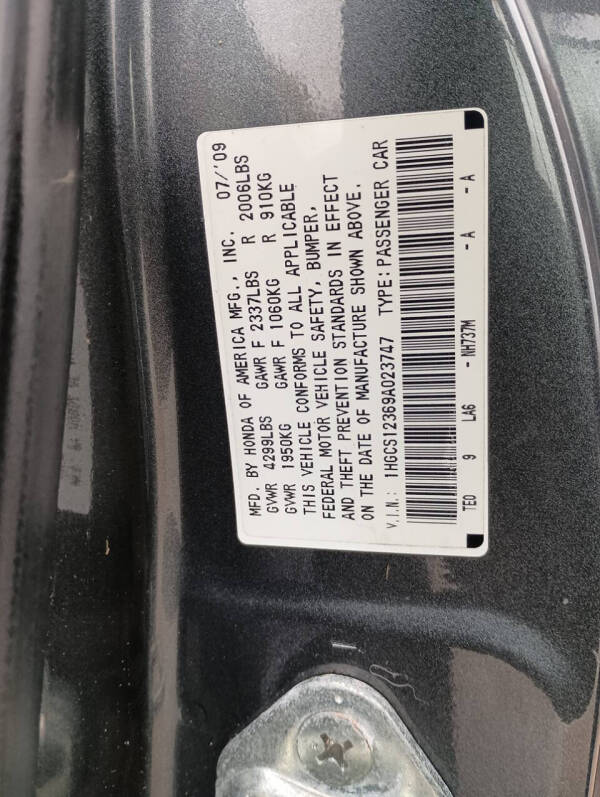 MFD. BY HONDA OF AMERICA MFG., INC. 07/'09
GVWR 4299LBS GAWR F 2337LBS R 2006LBS
GVWR 1950KG GAWR F 1060KG R 910KG
THIS VEHICLE CONFORMS TO ALL APPLICABLE
FEDERAL MOTOR VEHICLE SAFETY, BUMPER,
AND THEFT PREVENTION STANDARDS IN EFFECT
ON THE DATE OF MANUFACTURE SHOWN ABOVE.
V.I.N.: 1HGCS12369A023747 TYPE: PASSENGER CAR
TE0 9 LA6 - NH737M - A - A